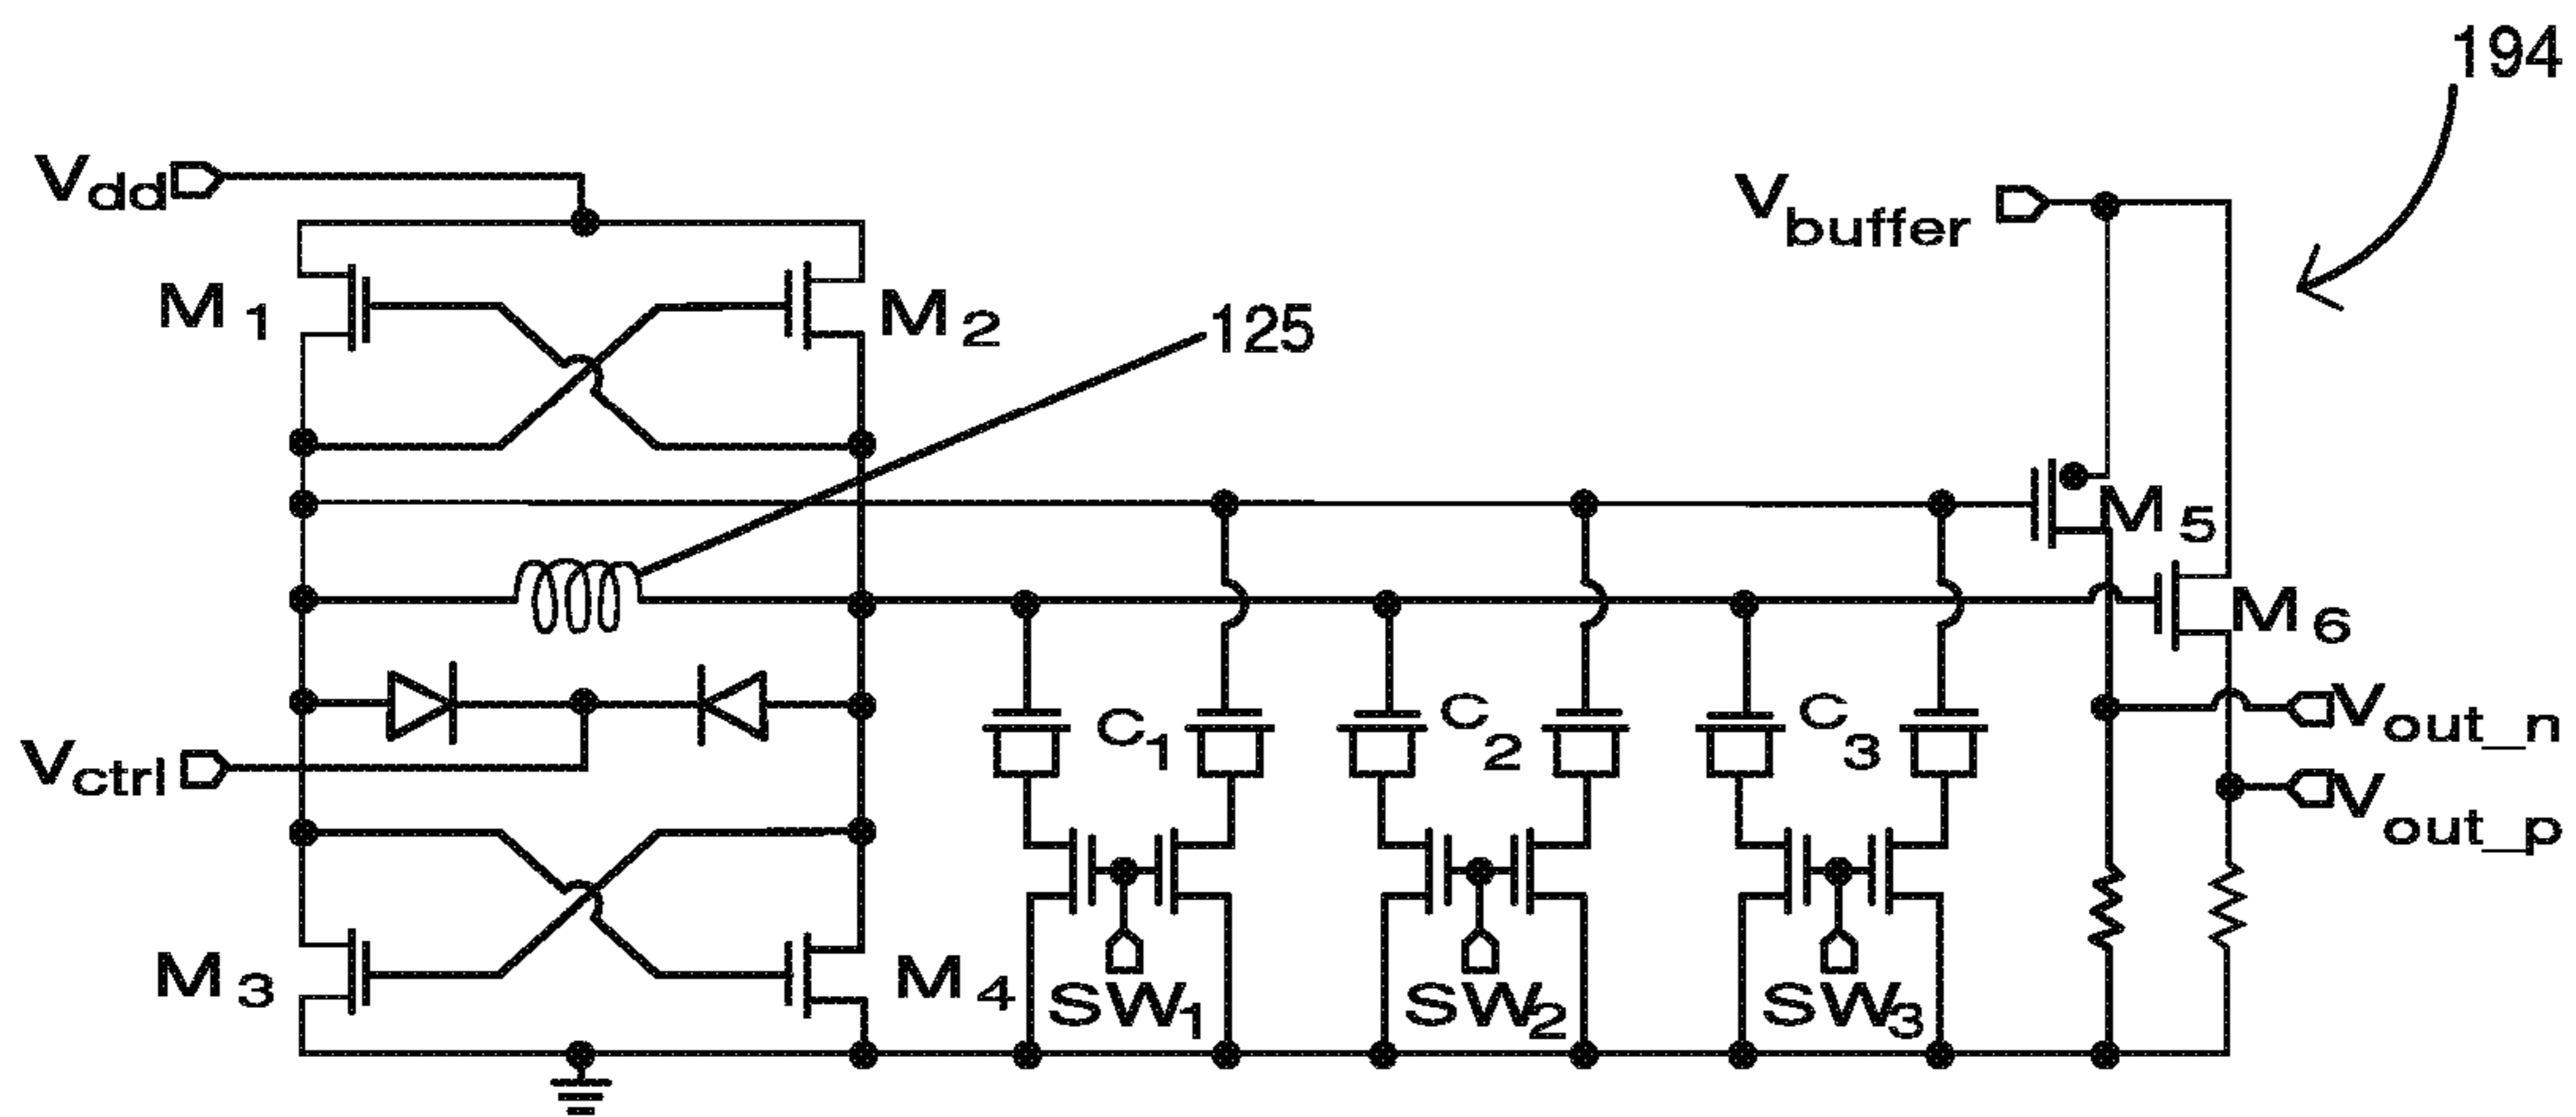 194
Vdd
Vbuffer
M1
M2
125
M5
M6
C1
C2
C3
Vout_n
Vctrl
Vout_p
M3
M4
SW1
SW2
SW3